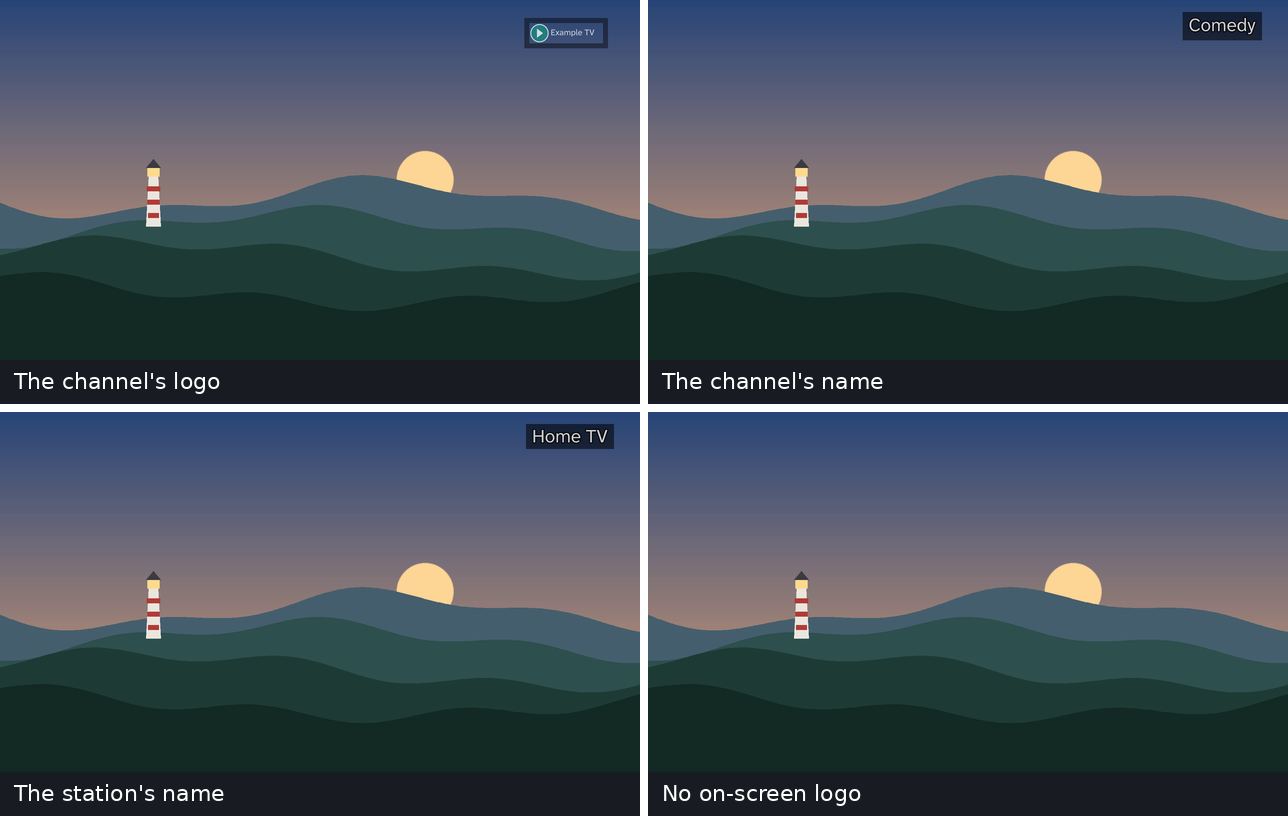 Example TV
Comedy
The channel's logo
The channel's name
Home TV
The station's name
No on-screen logo